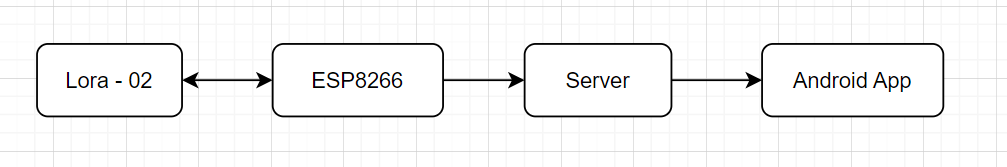 Lora - 02
ESP8266
Server
Android App